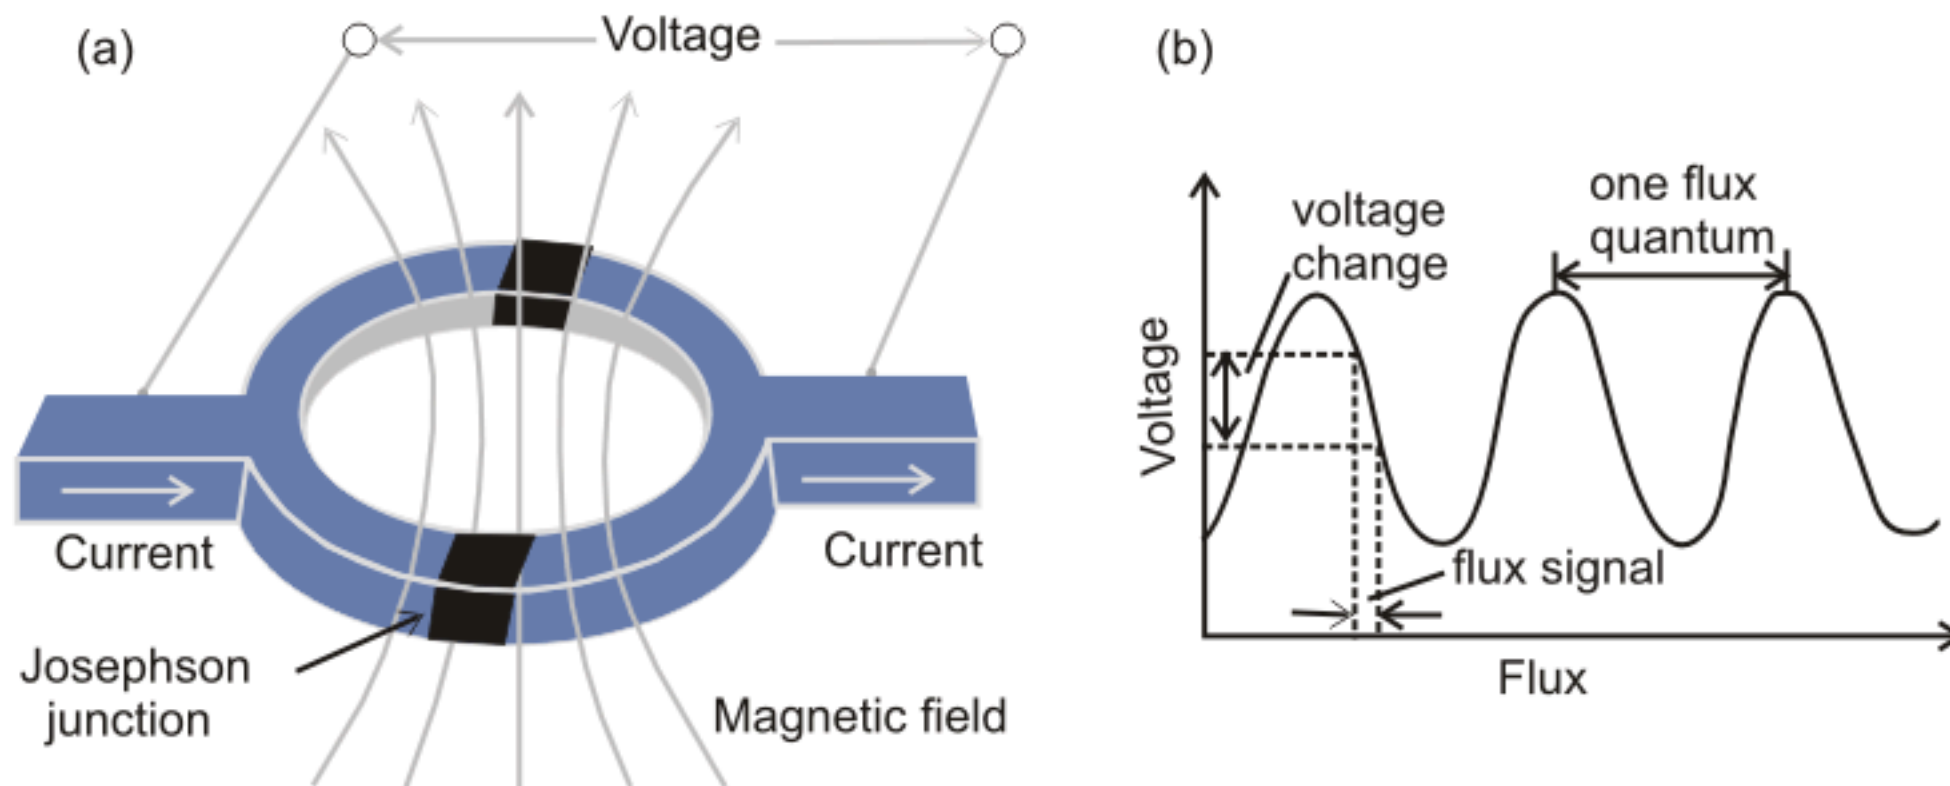 (a)
Voltage
Current
Current
Josephson
junction
Magnetic field
(b)
voltage
change
one flux
quantum
Voltage
flux signal
Flux